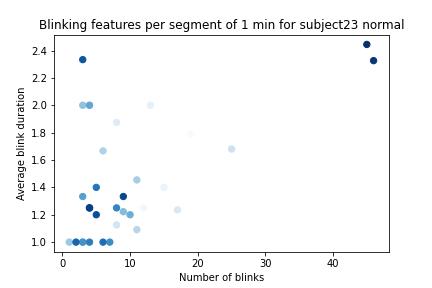 Blinking features per segment of 1 min for subject23 normal
2.4
2.2
2.0
1.8
1.6
1.4
1.2
1.0
Average blink duration
0 10 20 30 40
Number of blinks